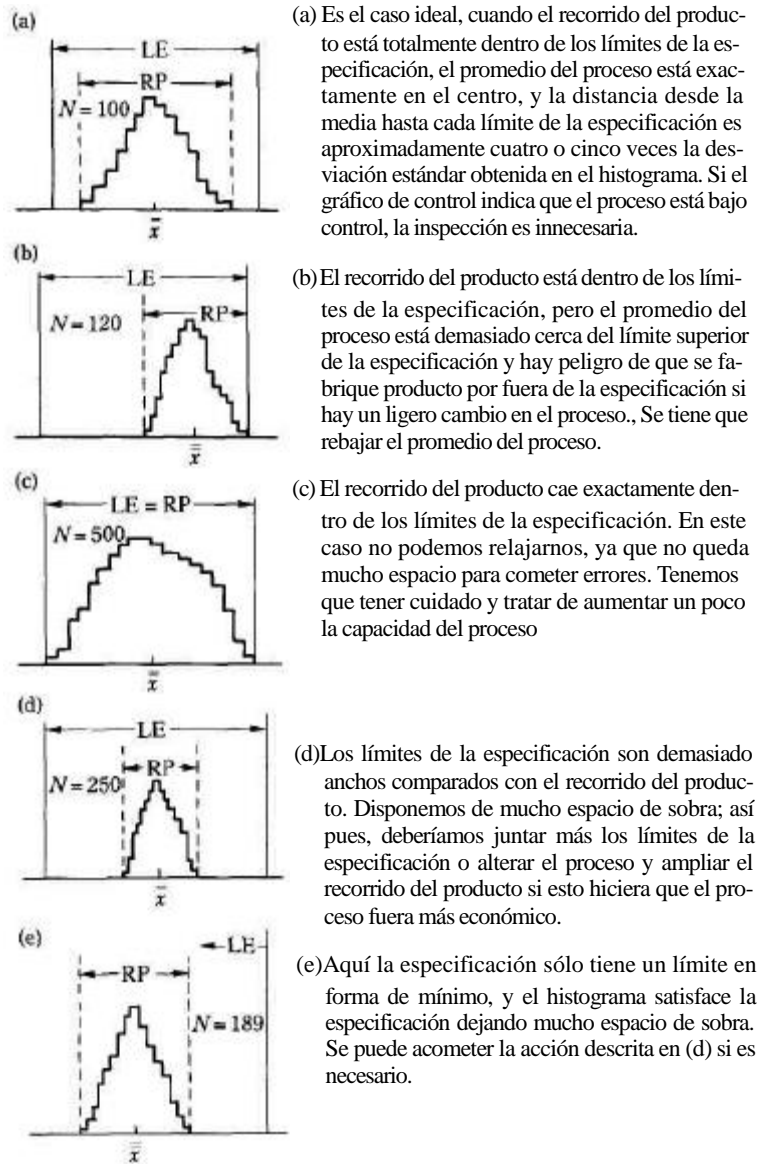 (a)
LE
RP
N = 100
x̿
(a) Es el caso ideal, cuando el recorrido del produc-
to está totalmente dentro de los límites de la es-
pecificación, el promedio del proceso está exac-
tamente en el centro, y la distancia desde la
media hasta cada límite de la especificación es
aproximadamente cuatro o cinco veces la des-
viación estándar obtenida en el histograma. Si el
gráfico de control indica que el proceso está bajo
control, la inspección es innecesaria.
(b)
LE
RP
N = 120
x̿
(b) El recorrido del producto está dentro de los lími-
tes de la especificación, pero el promedio del
proceso está demasiado cerca del límite superior
de la especificación y hay peligro de que se fa-
brique producto por fuera de la especificación si
hay un ligero cambio en el proceso., Se tiene que
rebajar el promedio del proceso.
(c)
LE = RP
N = 500
x̿
(c) El recorrido del producto cae exactamente den-
tro de los límites de la especificación. En este
caso no podemos relajarnos, ya que no queda
mucho espacio para cometer errores. Tenemos
que tener cuidado y tratar de aumentar un poco
la capacidad del proceso
(d)
LE
RP
N = 250
x̿
(d)Los límites de la especificación son demasiado
anchos comparados con el recorrido del produc-
to. Disponemos de mucho espacio de sobra; así
pues, deberíamos juntar más los límites de la
especificación o alterar el proceso y ampliar el
recorrido del producto si esto hiciera que el pro-
ceso fuera más económico.
(e)
LE
RP
N = 189
x̿
(e)Aquí la especificación sólo tiene un límite en
forma de mínimo, y el histograma satisface la
especificación dejando mucho espacio de sobra.
Se puede acometer la acción descrita en (d) si es
necesario.